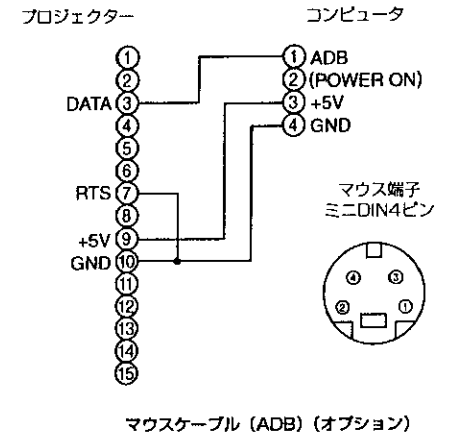 プロジェクター
コンピュータ
①
②
DATA ③
④
⑤
⑥
RTS ⑦
⑧
+5V ⑨
GND ⑩
⑪
⑫
⑬
⑭
⑮
① ADB
② (POWER ON)
③ +5V
④ GND
マウス端子
ミニDIN4ピン
④ ③
② ①
マウスケーブル（ADB）（オプション）